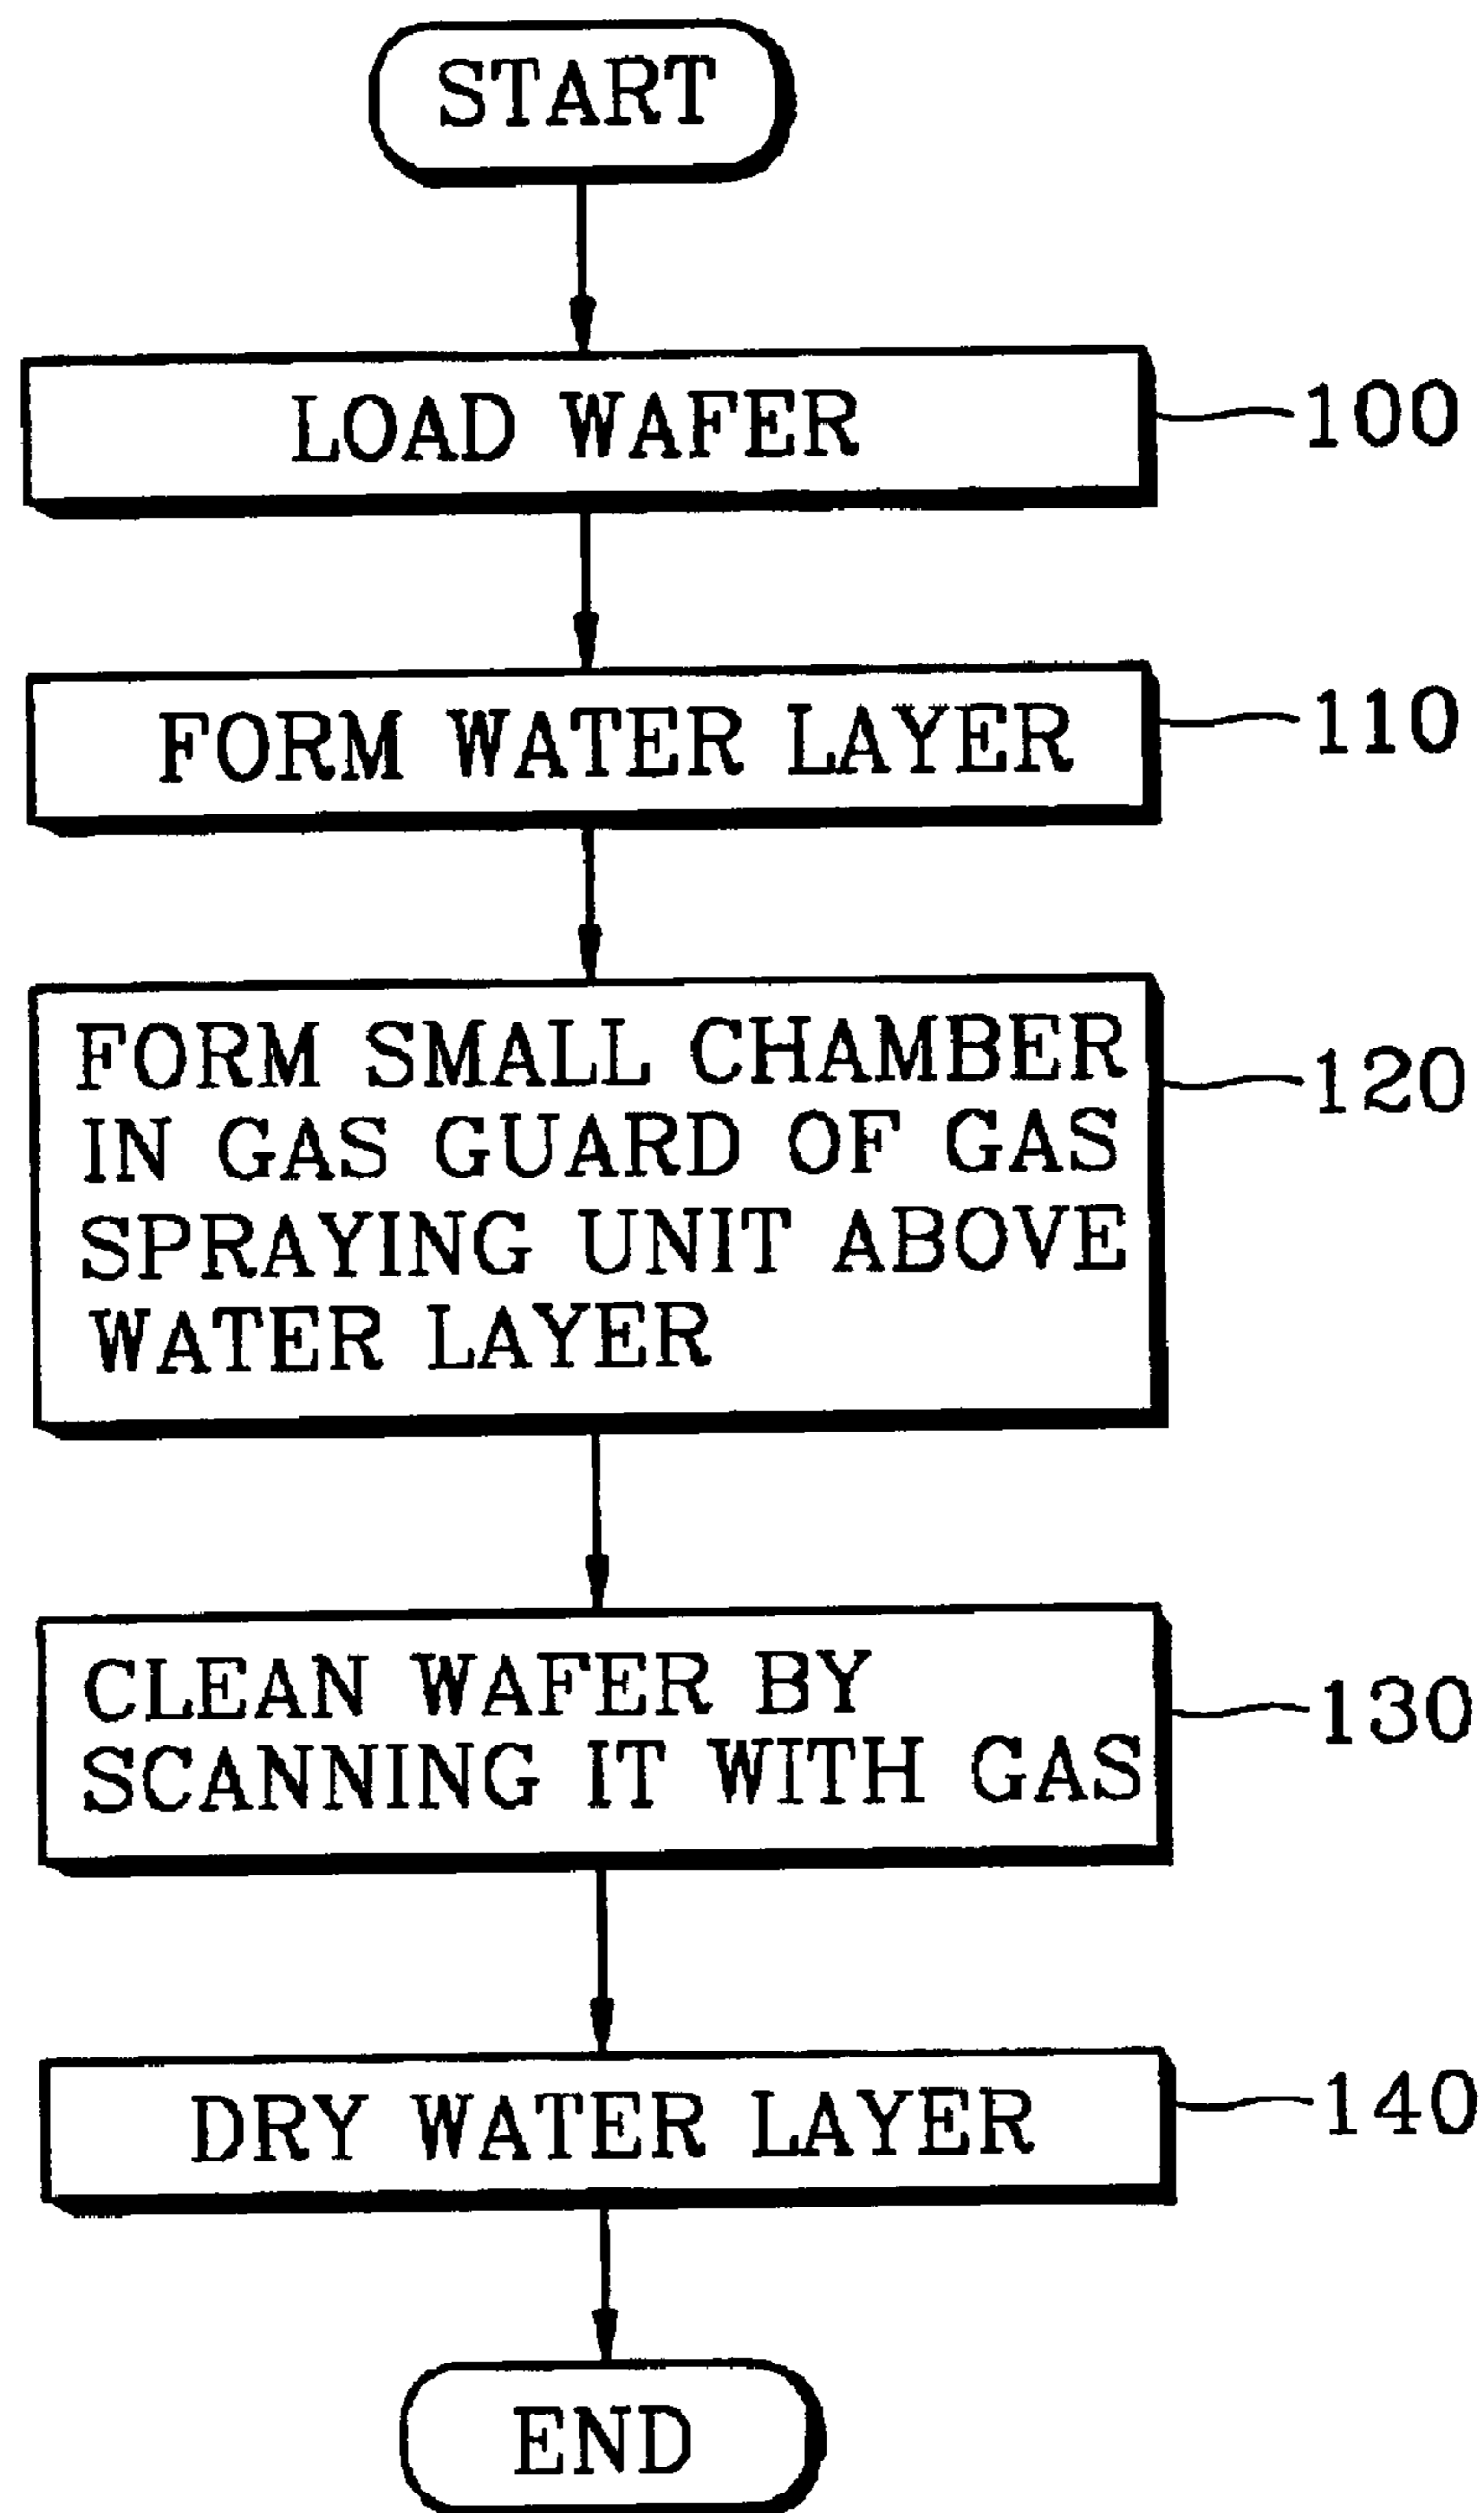 START
LOAD WAFER
100
FORM WATER LAYER
110
FORM SMALL CHAMBER
IN GAS GUARD OF GAS
SPRAYING UNIT ABOVE
WATER LAYER
120
CLEAN WAFER BY
SCANNING IT WITH GAS
130
DRY WATER LAYER
140
END